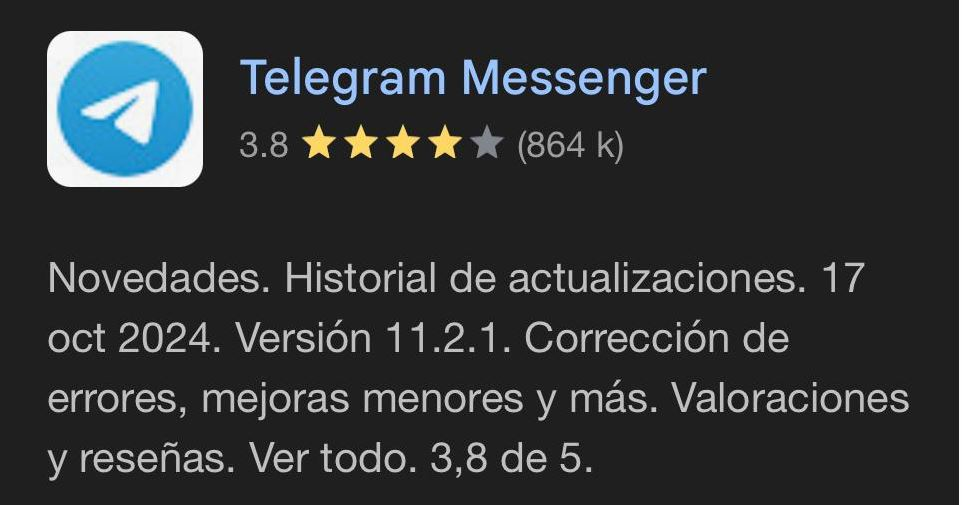 Telegram Messenger
3.8 ★★★★★ (864 k)
Novedades. Historial de actualizaciones. 17
oct 2024. Versión 11.2.1. Corrección de
errores, mejoras menores y más. Valoraciones
y reseñas. Ver todo. 3,8 de 5.